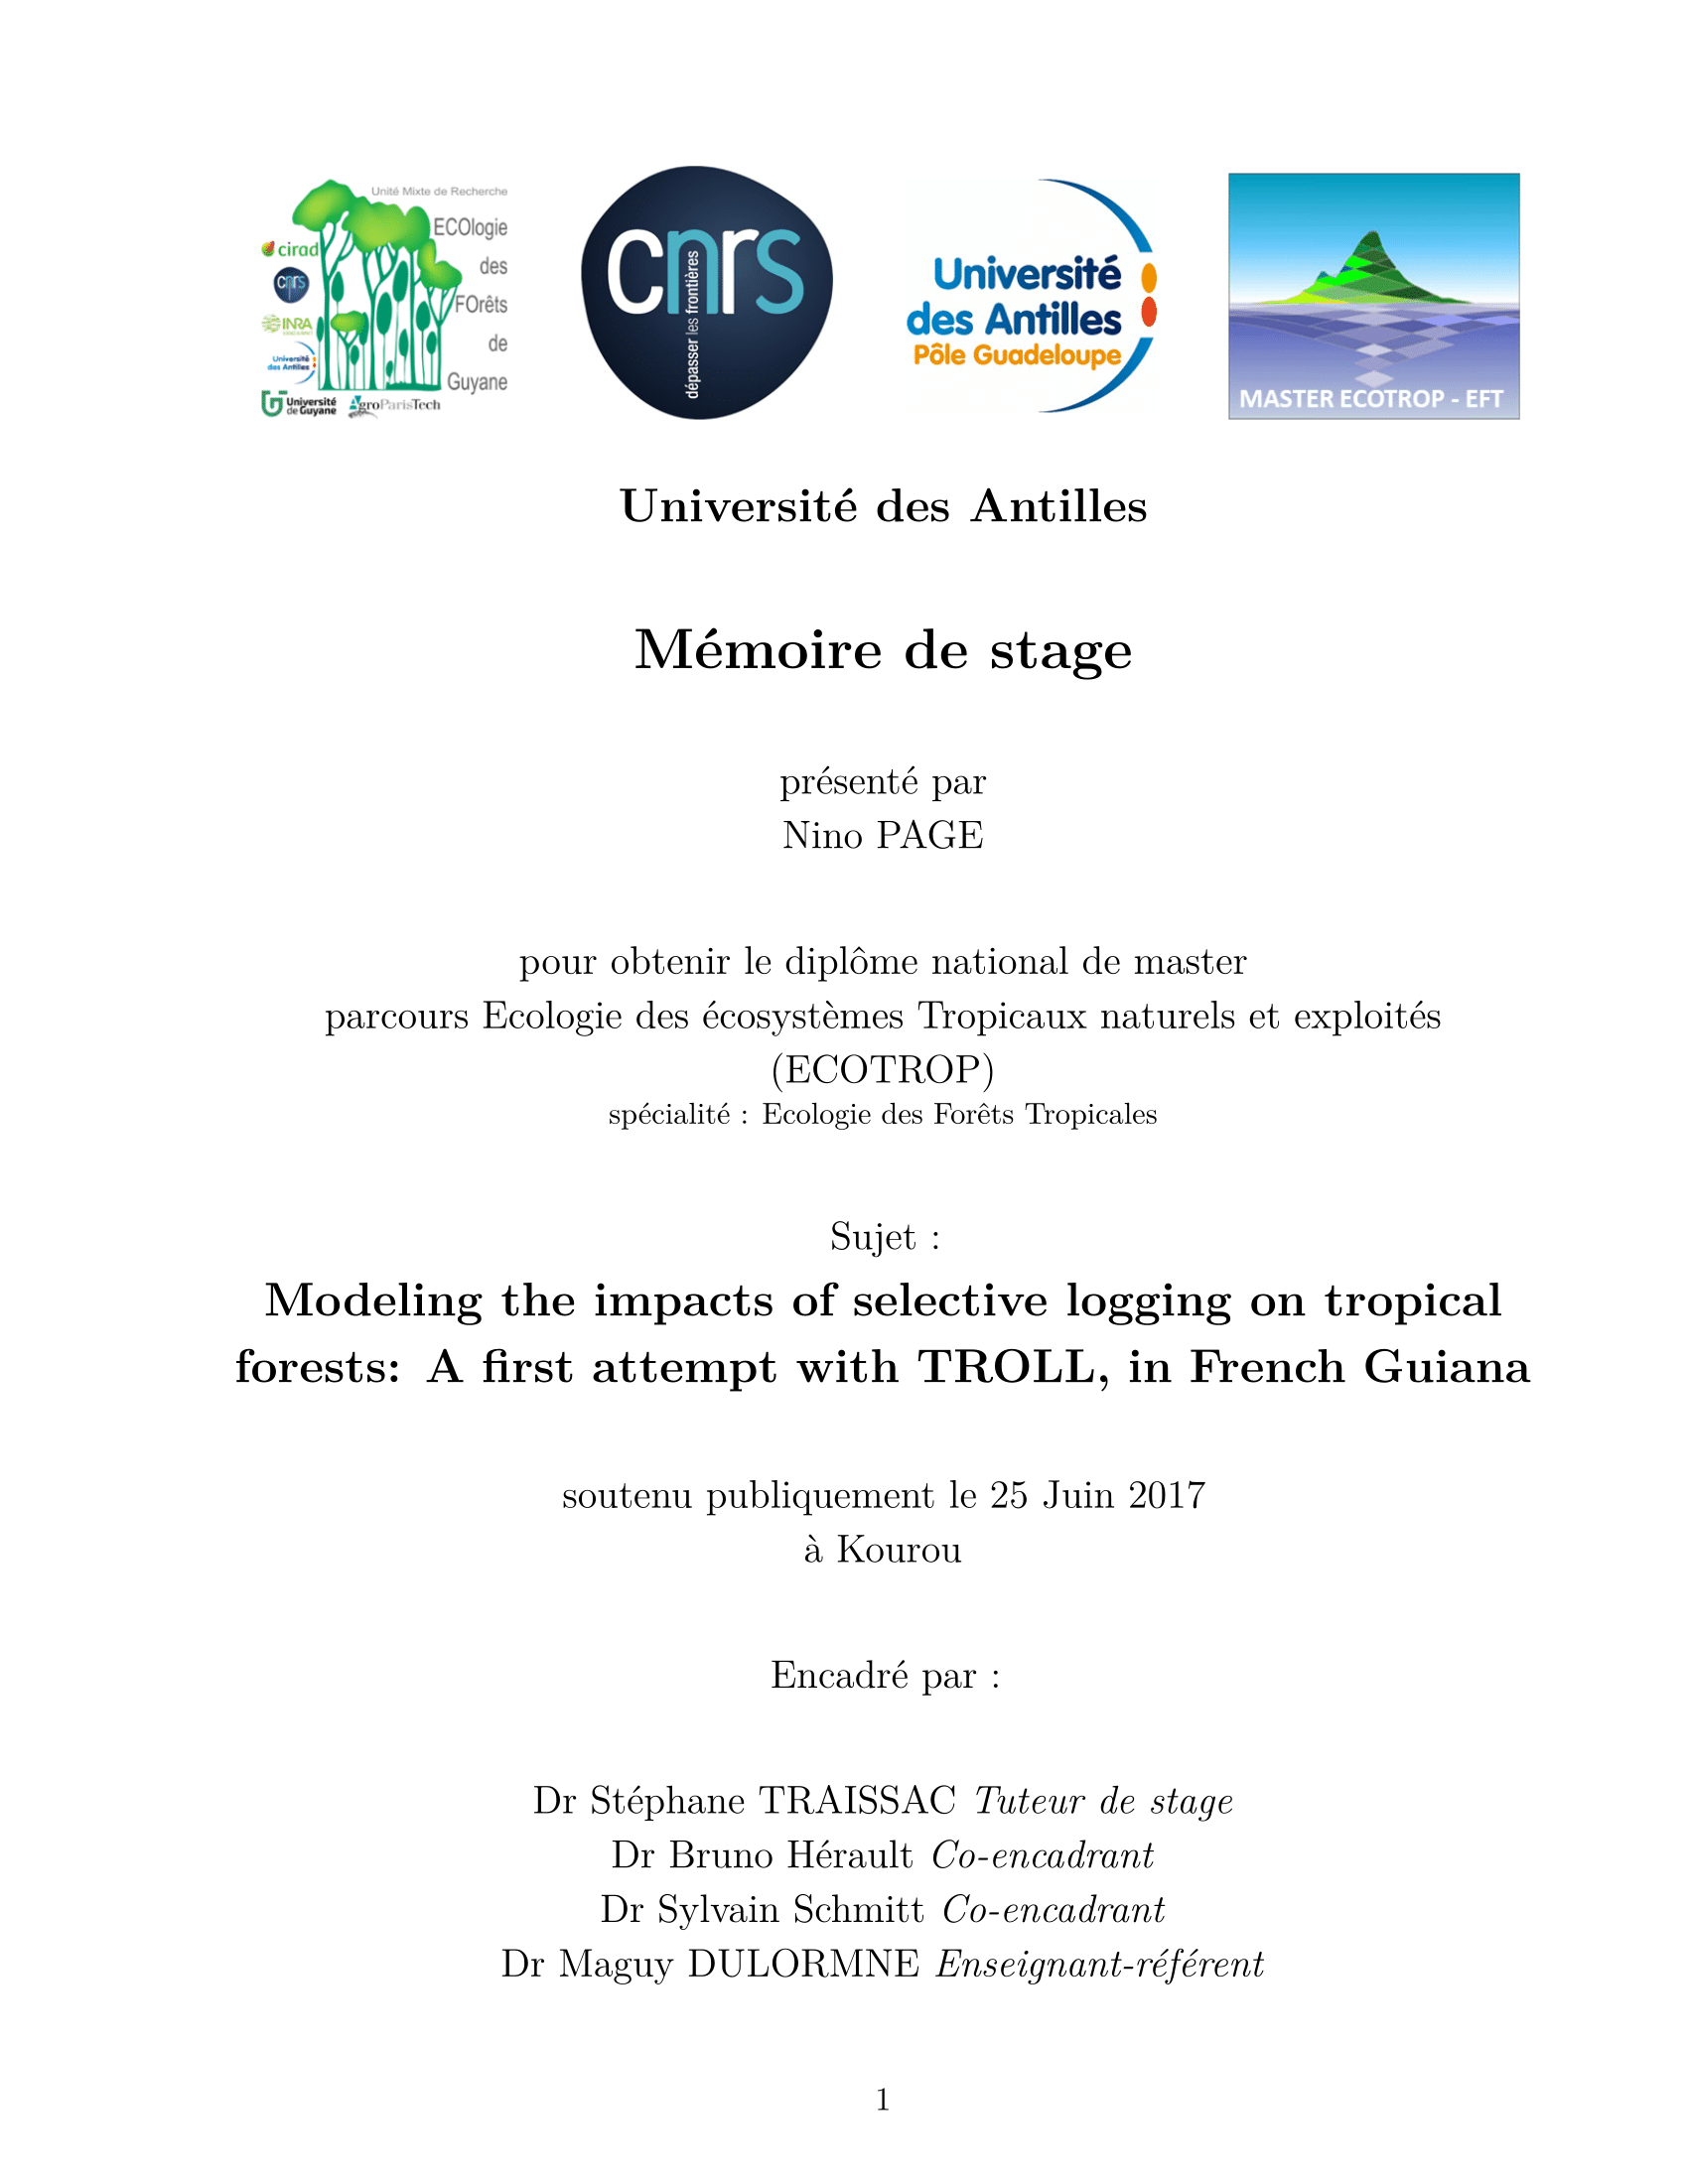 Unité Mixte de Recherche
ECOlogie
des
FOrêts
de
Guyane
cirad
cnrs
INRA
Université
des Antilles
Université
de Guyane
AgroParisTech
cnrs
dépasser les frontières
Université
des Antilles
Pôle Guadeloupe
MASTER ECOTROP - EFT
Université des Antilles
Mémoire de stage
présenté par
Nino PAGE
pour obtenir le diplôme national de master
parcours Ecologie des écosystèmes Tropicaux naturels et exploités
(ECOTROP)
spécialité : Ecologie des Forêts Tropicales
Sujet :
Modeling the impacts of selective logging on tropical
forests: A first attempt with TROLL, in French Guiana
soutenu publiquement le 25 Juin 2017
à Kourou
Encadré par :
Dr Stéphane TRAISSAC Tuteur de stage
Dr Bruno Hérault Co-encadrant
Dr Sylvain Schmitt Co-encadrant
Dr Maguy DULORMNE Enseignant-référent
1